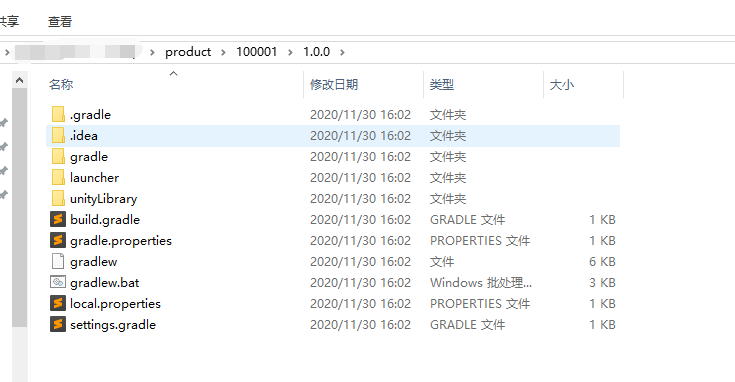 共享 查看
› product › 100001 › 1.0.0 ›
名称 修改日期 类型 大小
.gradle 2020/11/30 16:02 文件夹
.idea 2020/11/30 16:02 文件夹
gradle 2020/11/30 16:02 文件夹
launcher 2020/11/30 16:02 文件夹
unityLibrary 2020/11/30 16:02 文件夹
build.gradle 2020/11/30 16:02 GRADLE 文件 1 KB
gradle.properties 2020/11/30 16:02 PROPERTIES 文件 1 KB
gradlew 2020/11/30 16:02 文件 6 KB
gradlew.bat 2020/11/30 16:02 Windows 批处理... 3 KB
local.properties 2020/11/30 16:02 PROPERTIES 文件 1 KB
settings.gradle 2020/11/30 16:02 GRADLE 文件 1 KB